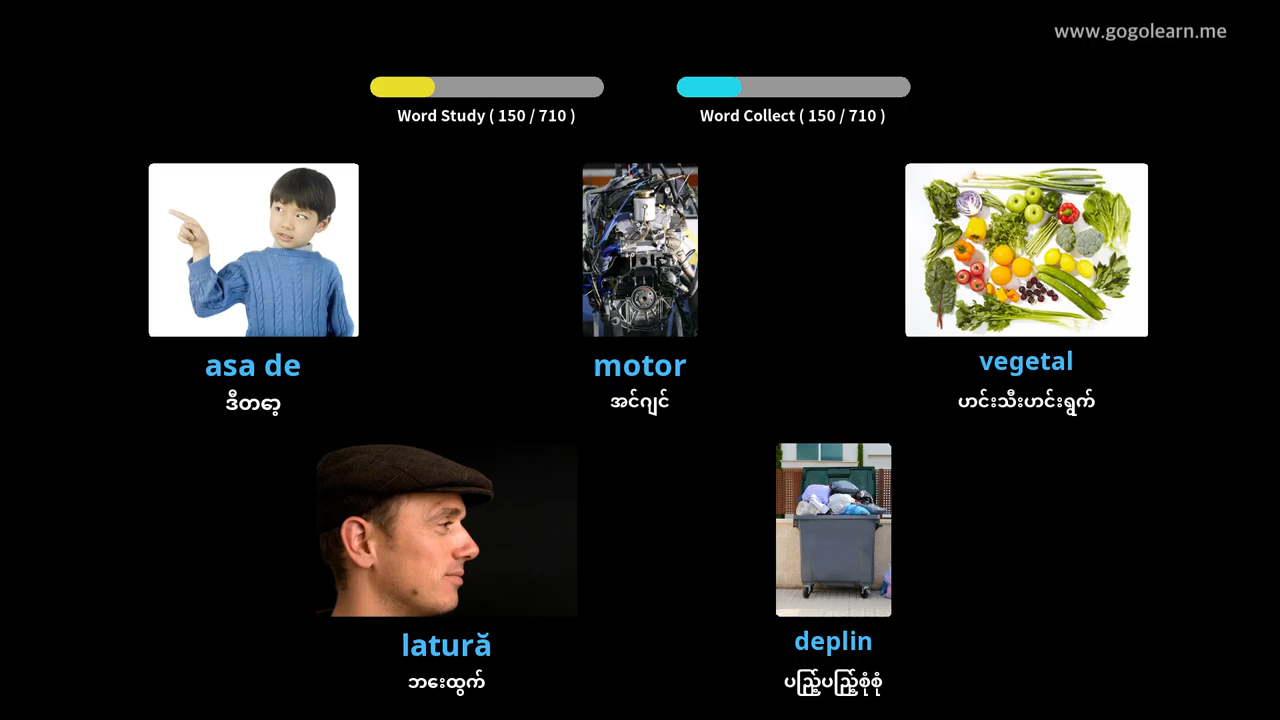 www.gogolearn.me
Word Study ( 150 / 710 )
Word Collect ( 150 / 710 )
asa de
ဒီတော့
motor
အင်ဂျင်
vegetal
ဟင်းသီးဟင်းရွက်
latură
ဘေးထွက်
deplin
ပြည့်ပြည့်စုံစုံ